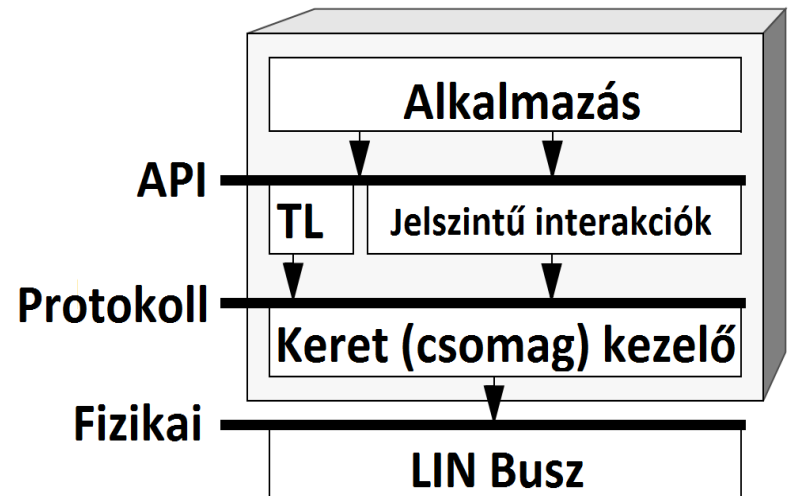 Alkalmazás
API
TL
Jelszintű interakciók
Protokoll
Keret (csomag) kezelő
Fizikai
LIN Busz